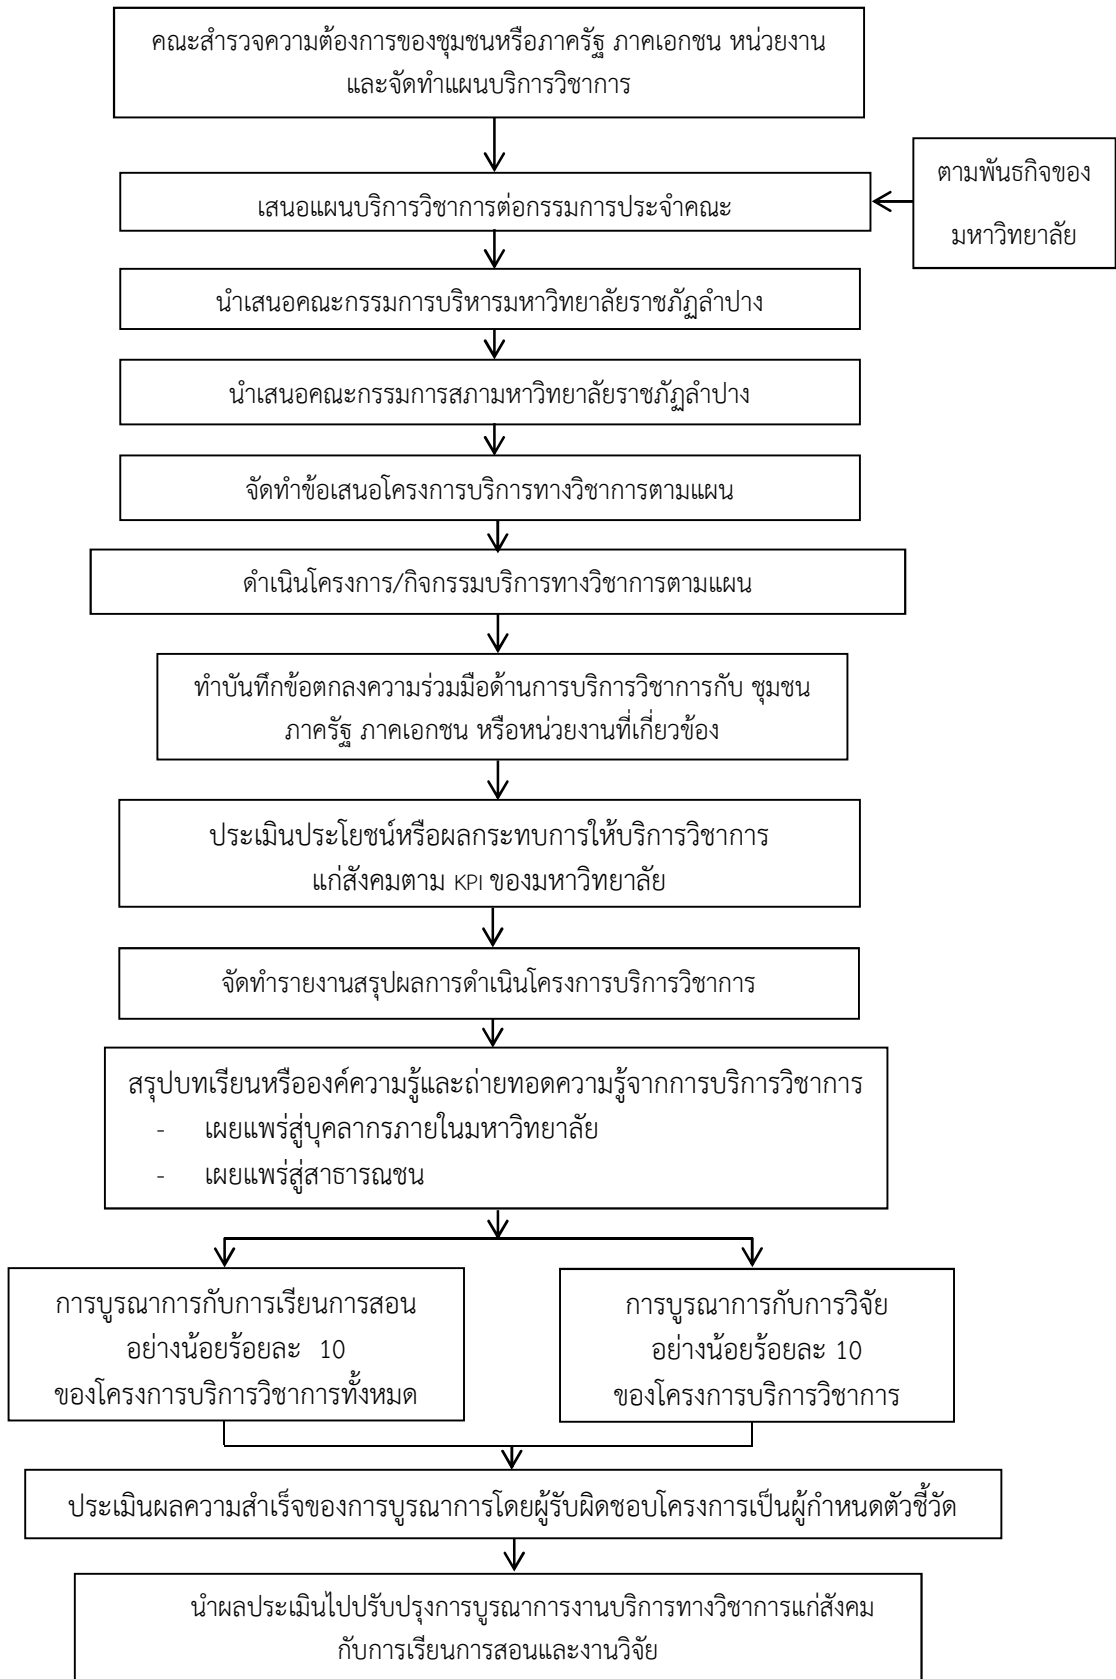 คณะสำรวจความต้องการของชุมชนหรือภาครัฐ ภาคเอกชน หน่วยงาน
และจัดทำแผนบริการวิชาการ
ตามพันธกิจของ
มหาวิทยาลัย
เสนอแผนบริการวิชาการต่อกรรมการประจำคณะ
นำเสนอคณะกรรมการบริหารมหาวิทยาลัยราชภัฏลำปาง
นำเสนอคณะกรรมการสภามหาวิทยาลัยราชภัฏลำปาง
จัดทำข้อเสนอโครงการบริการทางวิชาการตามแผน
ดำเนินโครงการ/กิจกรรมบริการทางวิชาการตามแผน
ทำบันทึกข้อตกลงความร่วมมือด้านการบริการวิชาการกับ ชุมชน
ภาครัฐ ภาคเอกชน หรือหน่วยงานที่เกี่ยวข้อง
ประเมินประโยชน์หรือผลกระทบการให้บริการวิชาการ
แก่สังคมตาม KPI ของมหาวิทยาลัย
จัดทำรายงานสรุปผลการดำเนินโครงการบริการวิชาการ
สรุปบทเรียนหรือองค์ความรู้และถ่ายทอดความรู้จากการบริการวิชาการ
- เผยแพร่สู่บุคลากรภายในมหาวิทยาลัย
- เผยแพร่สู่สาธารณชน
การบูรณาการกับการเรียนการสอน
อย่างน้อยร้อยละ 10
ของโครงการบริการวิชาการทั้งหมด
การบูรณาการกับการวิจัย
อย่างน้อยร้อยละ 10
ของโครงการบริการวิชาการ
ประเมินผลความสำเร็จของการบูรณาการโดยผู้รับผิดชอบโครงการเป็นผู้กำหนดตัวชี้วัด
นำผลประเมินไปปรับปรุงการบูรณาการงานบริการทางวิชาการแก่สังคม
กับการเรียนการสอนและงานวิจัย